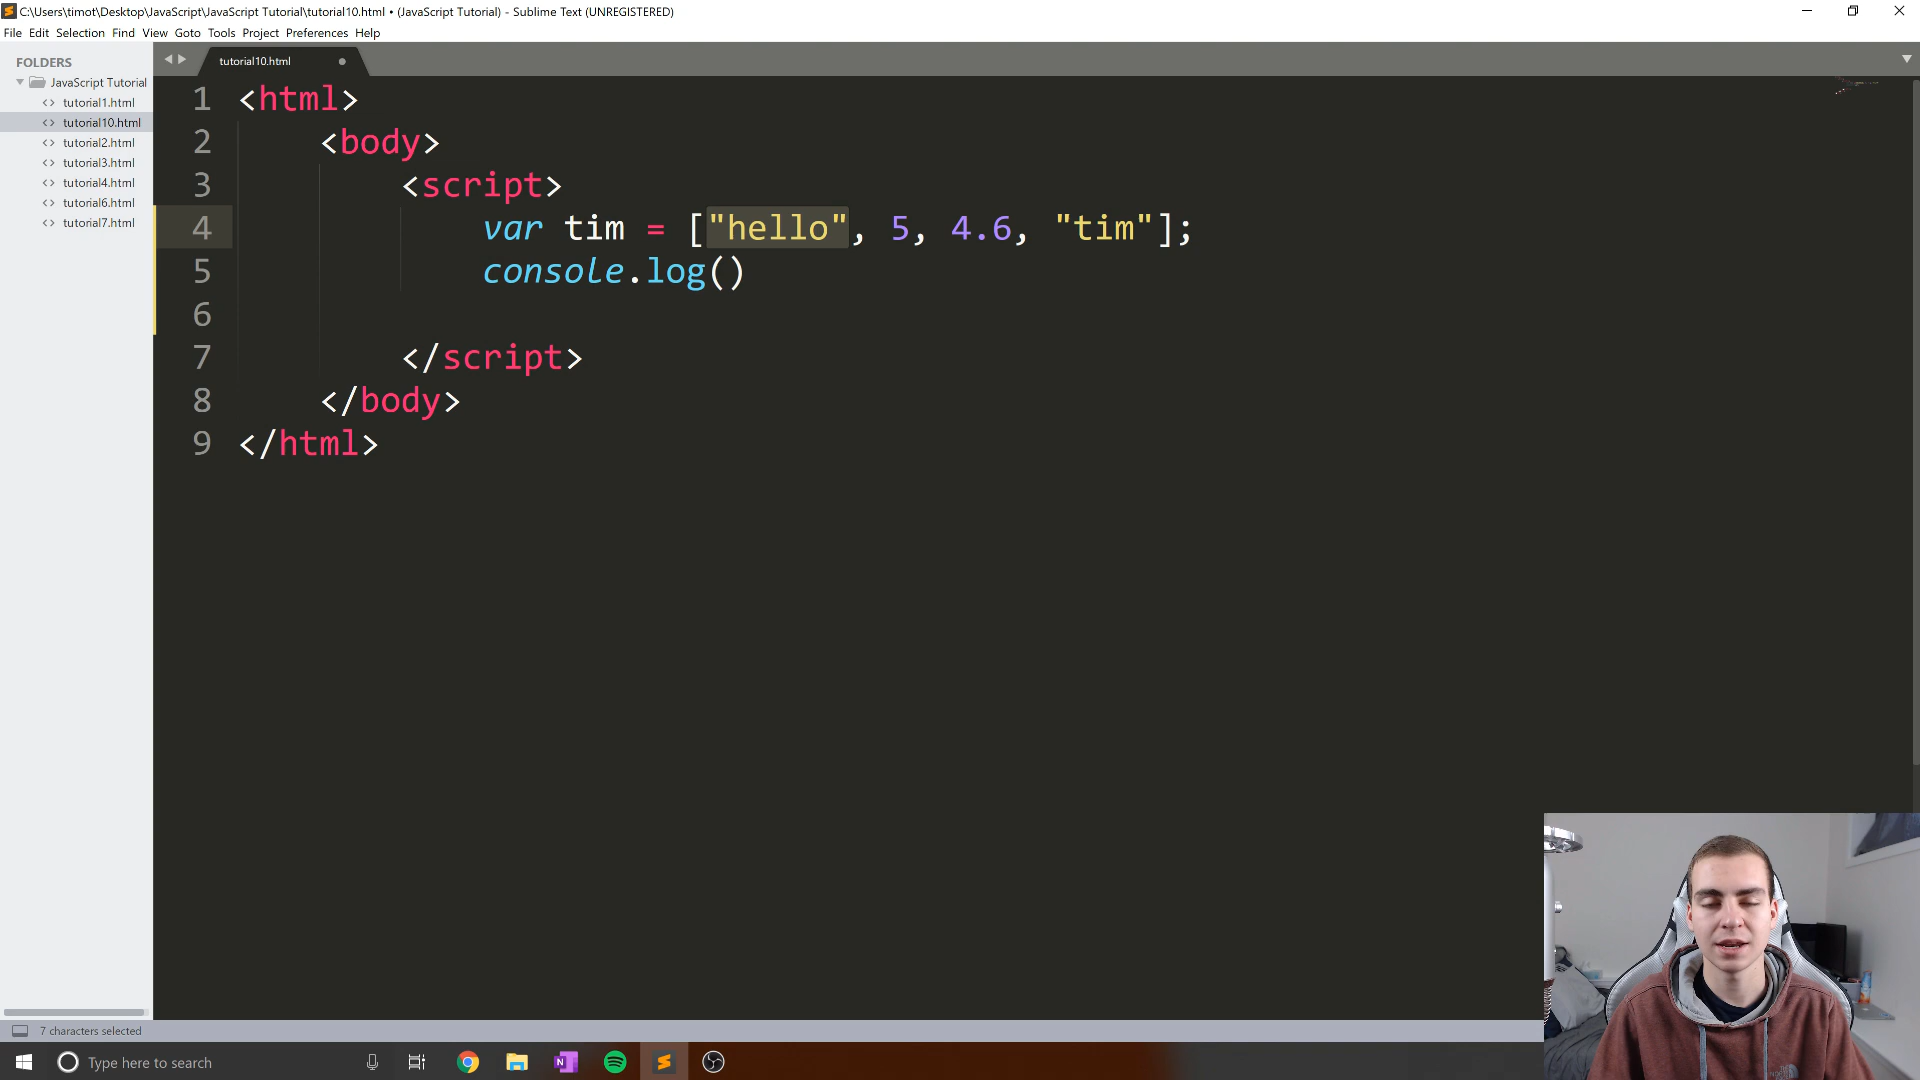 C:\Users\timot\Desktop\JavaScript\JavaScript Tutorial\tutorial10.html • (JavaScript Tutorial) - Sublime Text (UNREGISTERED)
File Edit Selection Find View Goto Tools Project Preferences Help
FOLDERS
JavaScript Tutorial
<> tutorial1.html
<> tutorial10.html
<> tutorial2.html
<> tutorial3.html
<> tutorial4.html
<> tutorial6.html
<> tutorial7.html
tutorial10.html
1 <html>
2 <body>
3 <script>
4 var tim = ["hello", 5, 4.6, "tim"];
5 console.log()
6
7 </script>
8 </body>
9 </html>
7 characters selected
Type here to search